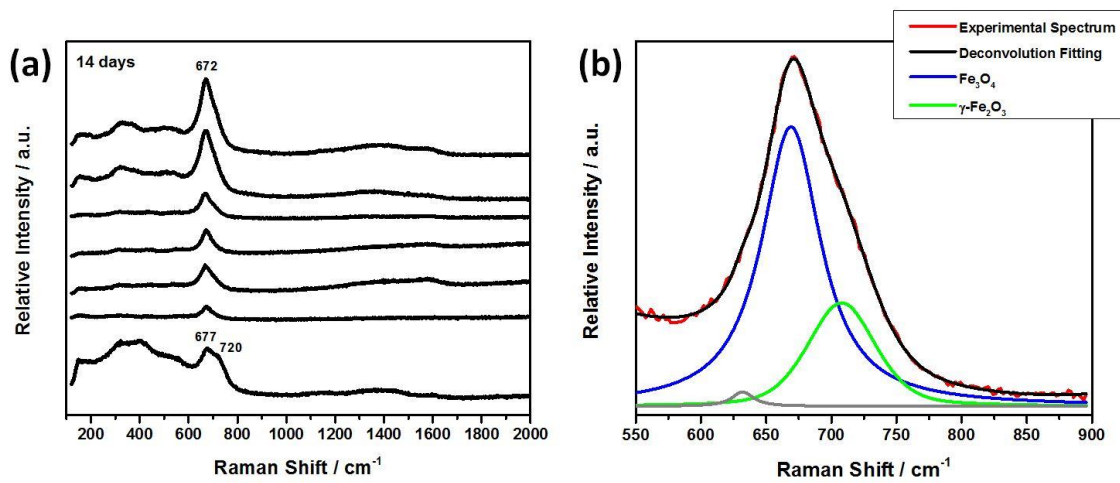 (a)
14 days
672
677
720
Relative Intensity / a.u.
200 400 600 800 1000 1200 1400 1600 1800 2000
Raman Shift / cm⁻¹
(b)
Experimental Spectrum
Deconvolution Fitting
Fe₃O₄
γ-Fe₂O₃
Relative Intensity / a.u.
550 600 650 700 750 800 850 900
Raman Shift / cm⁻¹